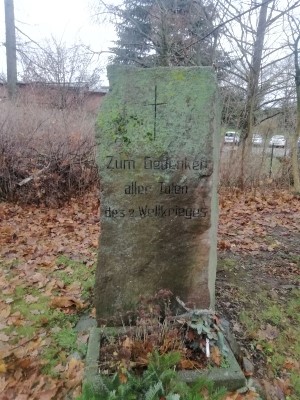 Zum Gedenken
aller Toten
des 2. Weltkrieges